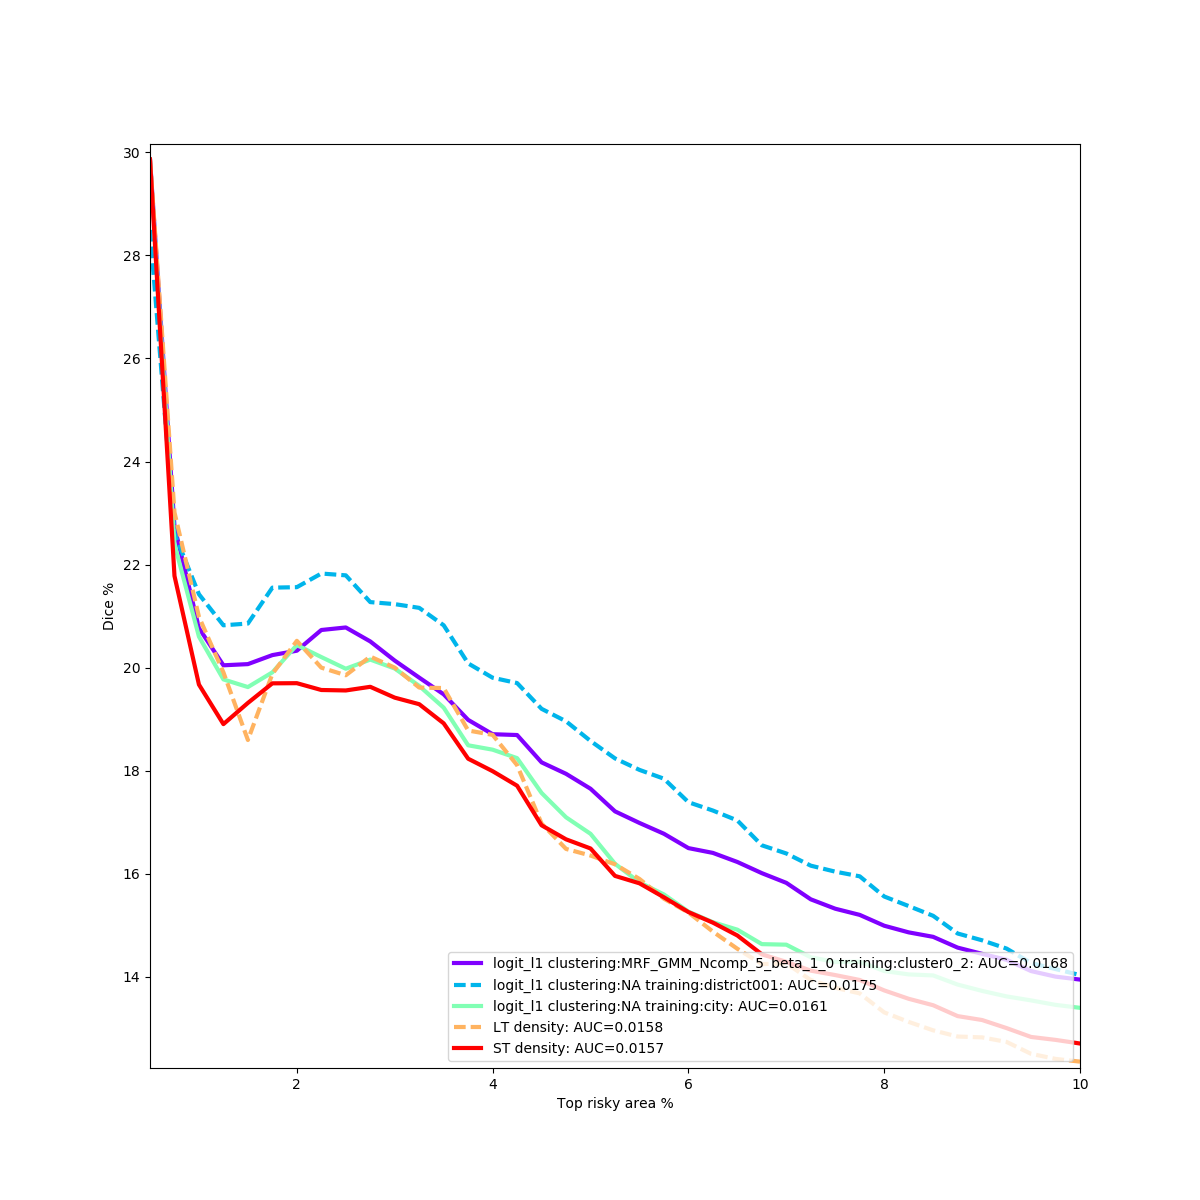 30
28
26
24
22
20
18
16
14
Dice %
logit_l1 clustering:MRF_GMM_Ncomp_5_beta_1_0 training:cluster0_2: AUC=0.0168
logit_l1 clustering:NA training:district001: AUC=0.0175
logit_l1 clustering:NA training:city: AUC=0.0161
LT density: AUC=0.0158
ST density: AUC=0.0157
2 4 6 8 10
Top risky area %